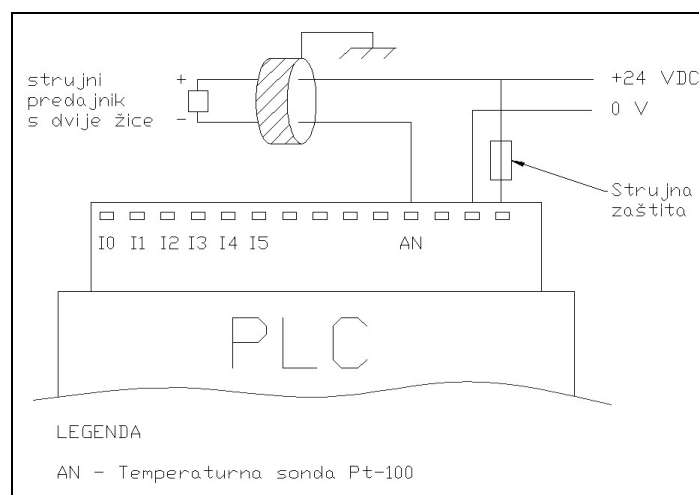 strujni
predajnik
s dvije žice
+
-
+24 VDC
0 V
Strujna
zaštita
I0 I1 I2 I3 I4 I5 AN
PLC
LEGENDA
AN - Temperaturna sonda Pt-100